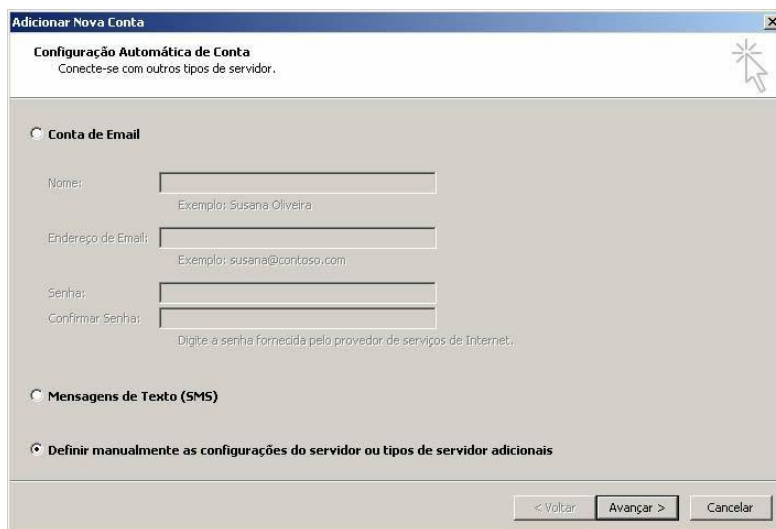 Adicionar Nova Conta
Configuração Automática de Conta
Conecte-se com outros tipos de servidor.
Conta de Email
Nome:
Exemplo: Susana Oliveira
Endereço de Email:
Exemplo: susana@contoso.com
Senha:
Confirmar Senha:
Digite a senha fornecida pelo provedor de serviços de Internet.
Mensagens de Texto (SMS)
Definir manualmente as configurações do servidor ou tipos de servidor adicionais
< Voltar Avançar > Cancelar